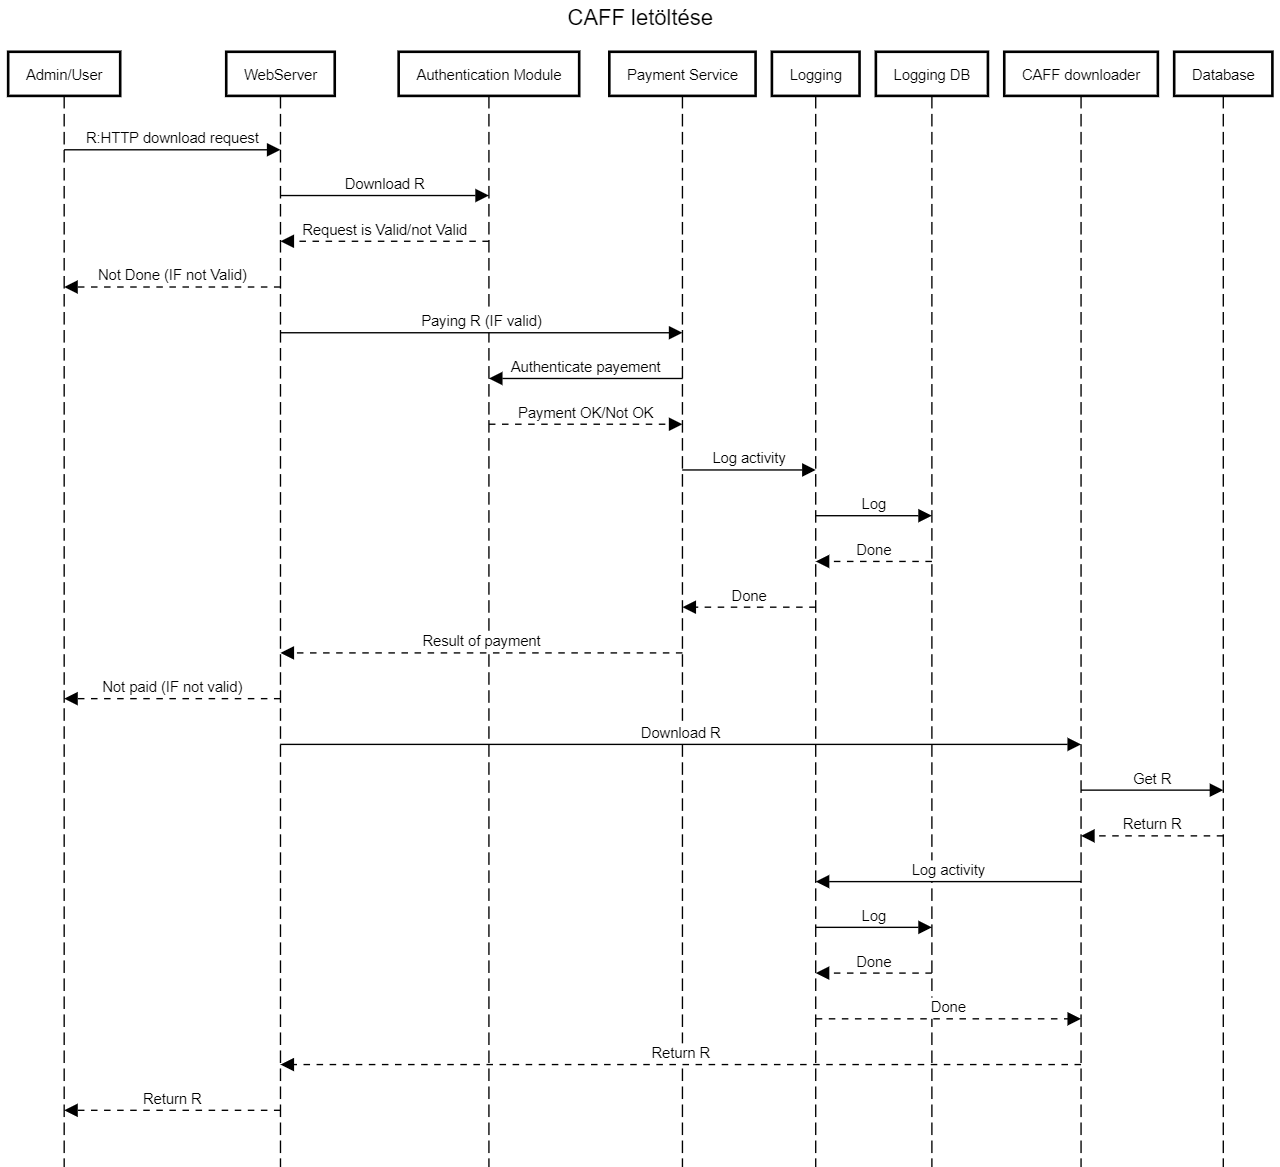 CAFF letöltése
Admin/User
WebServer
Authentication Module
Payment Service
Logging
Logging DB
CAFF downloader
Database
R:HTTP download request
Download R
Request is Valid/not Valid
Not Done (IF not Valid)
Paying R (IF valid)
Authenticate payement
Payment OK/Not OK
Log activity
Log
Done
Done
Result of payment
Not paid (IF not valid)
Download R
Get R
Return R
Log activity
Log
Done
Done
Return R
Return R